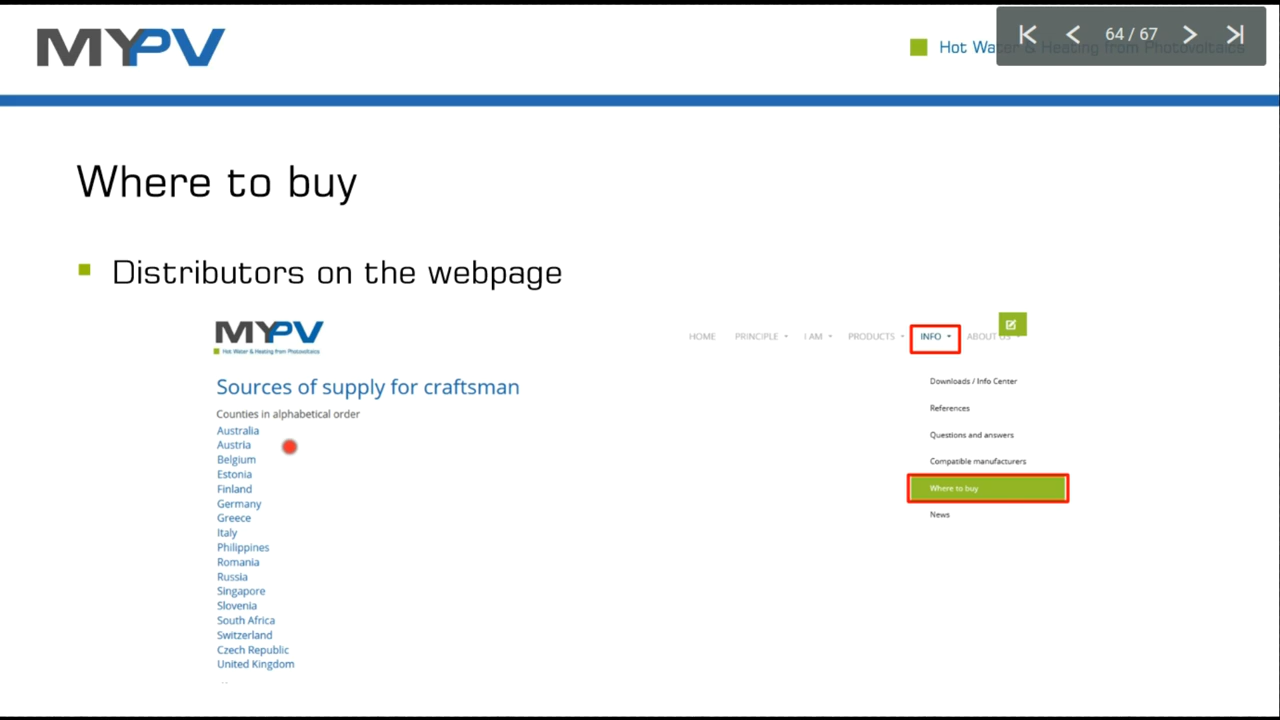 MYPV
Hot Water & Heating from Photovoltaics
64 / 67
Where to buy
Distributors on the webpage
MYPV
Hot Water & Heating from Photovoltaics
HOME PRINCIPLE I AM PRODUCTS INFO ABOUT US
Sources of supply for craftsman
Counties in alphabetical order
Australia
Austria
Belgium
Estonia
Finland
Germany
Greece
Italy
Philippines
Romania
Russia
Singapore
Slovenia
South Africa
Switzerland
Czech Republic
United Kingdom
Downloads / Info Center
References
Questions and answers
Compatible manufacturers
Where to buy
News